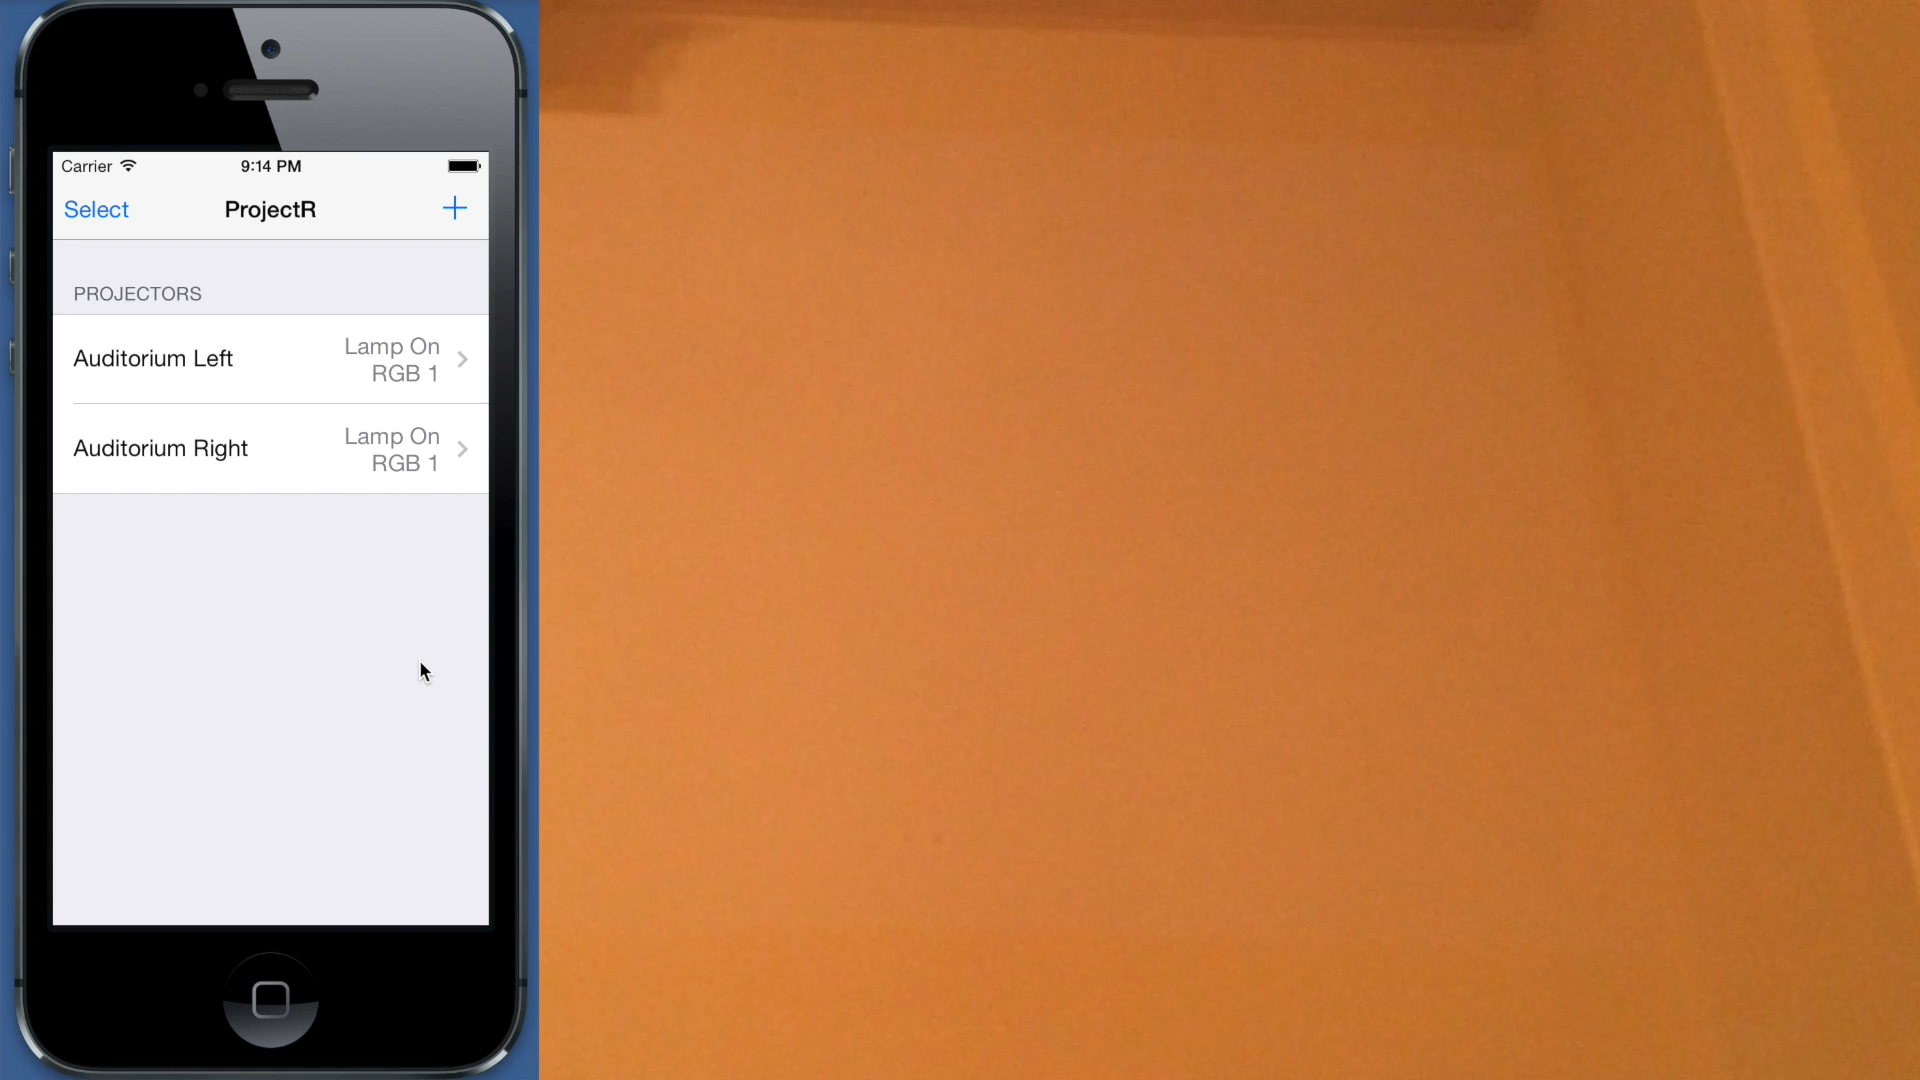 Carrier 9:14 PM
Select ProjectR +
PROJECTORS
Auditorium Left Lamp On
RGB 1
Auditorium Right Lamp On
RGB 1